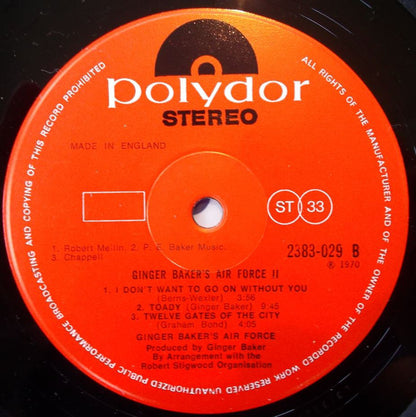 polydor
STEREO
MADE IN ENGLAND
ST 33
1. Robert Mellin. 2. P. E. Baker Music.
3. Chappell
2383-029 B
℗ 1970
GINGER BAKER'S AIR FORCE II
1. I DON'T WANT TO GO ON WITHOUT YOU
(Berns-Wexler) 3:56
2. TOADY (Ginger Baker) 9:45
3. TWELVE GATES OF THE CITY
(Graham Bond) 4:05
GINGER BAKER'S AIR FORCE
Produced by Ginger Baker
By Arrangement with the
Robert Stigwood Organisation
ALL RIGHTS OF THE MANUFACTURER AND OF THE OWNER OF THE RECORDED WORK RESERVED UNAUTHORIZED PUBLIC PERFORMANCE BROADCASTING AND COPYING OF THIS RECORD PROHIBITED